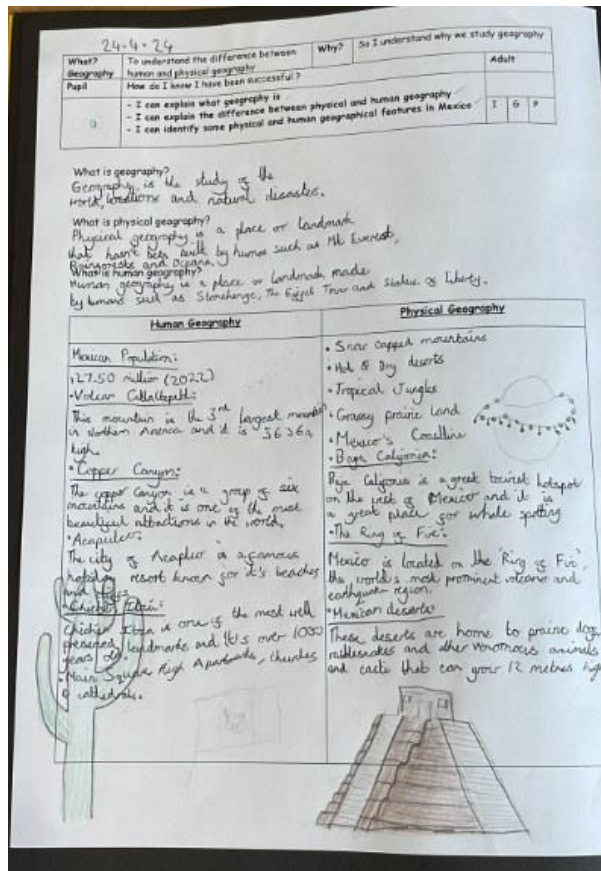 24.4.24
What?
Geography
To understand the difference between
human and physical geography
Why?
So I understand why we study geography
Pupil
How do I know I have been successful?
Adult
- I can explain what geography is
- I can explain the difference between physical and human geography
- I can identify some physical and human geographical features in Mexico
I G P
What is geography?
Geography is the study of the
world, locations and natural disaster.
What is physical geography?
Physical geography is a place or landmark
that hasn't been built by humans such as Mt Everest,
Rainforests and Oceans.
What is human geography?
Human geography is a place or landmark made
by humans such as Stonehenge, The Eiffel Tower and Statue of Liberty.
Human Geography
Mexican Population:
127.50 million (2022)
• Volcan
This mountain is the 3rd largest mountain
in Northern America and it is
high.
• Copper Canyon:
The copper Canyon is a group of six
mountains and it is one of the most
beautiful attractions in the world.
• Acapulco:
The city of Acaplco is a famous
holiday resort known for it's beaches
and
• Chichen Itza:
Chichen Itza is one of the most well
preserved landmarks and it's over 1000
years old.
• Main Square, High Apartments, Churches
cathedrals.
Physical Geography
• Snow capped mountains
• Hot & Dry deserts
• Tropical Jungles
• Grassy prairie land
• Mexico's Coastline
• Baja California:
Baja California is a great tourist hotspot
on the west of Mexico and it is
a great place for whale spotting
• The Ring of Fire:
Mexico is located on the 'Ring of Fire',
the world's most prominent volcano and
earthquake region.
• Mexican deserts:
These deserts are home to prairie dogs,
rattlesnakes and other venomous animals
and cacti that can grow 12 metres high